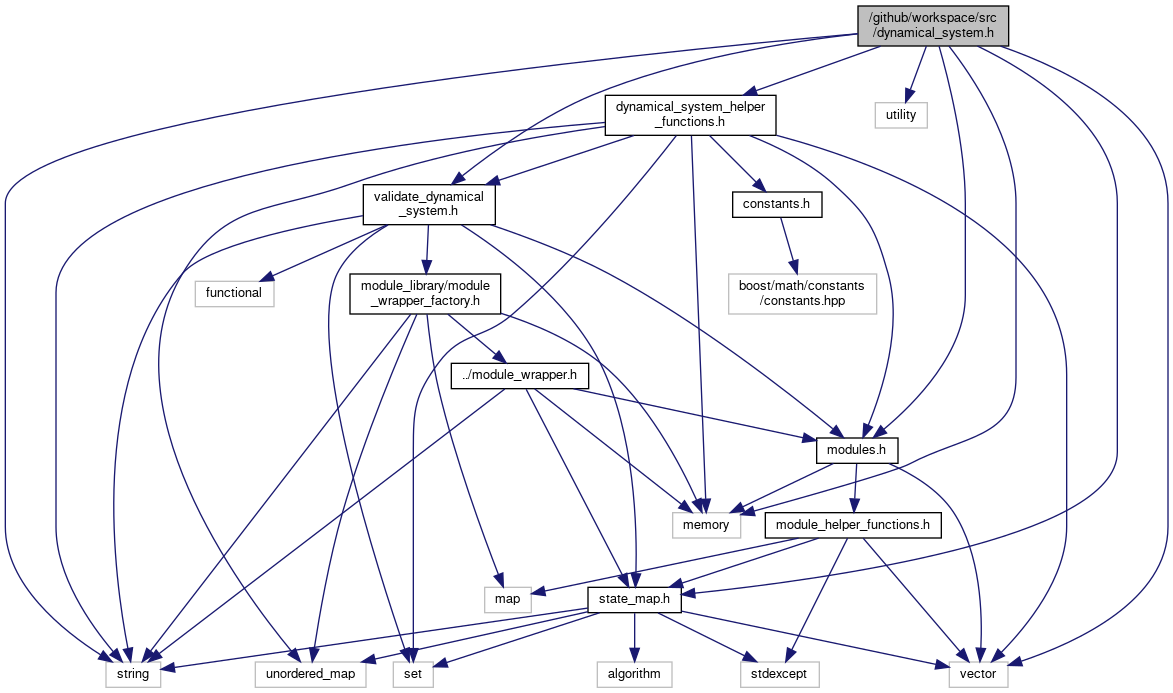 /github/workspace/src
/dynamical_system.h
dynamical_system_helper
_functions.h
utility
validate_dynamical
_system.h
constants.h
functional
module_library/module
_wrapper_factory.h
boost/math/constants
/constants.hpp
../module_wrapper.h
modules.h
memory
module_helper_functions.h
map
state_map.h
string
unordered_map
set
algorithm
stdexcept
vector